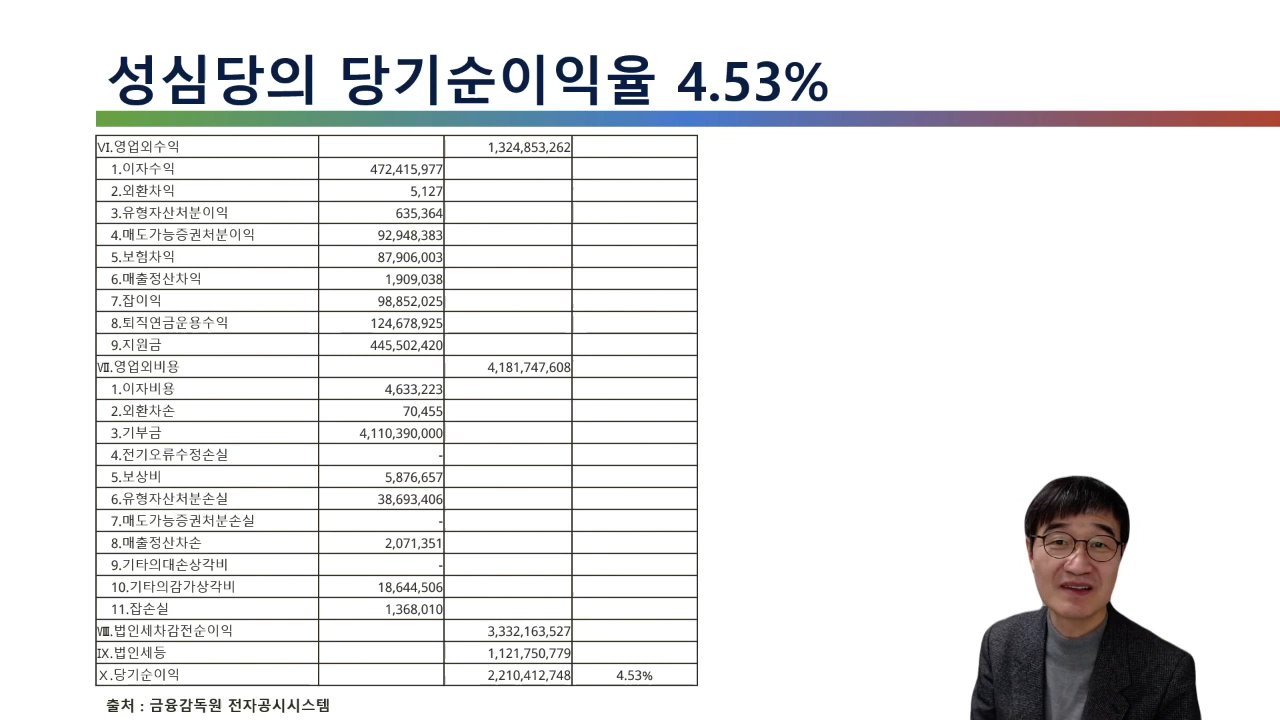 성심당의 당기순이익율 4.53%
Ⅵ.영업외수익 1,324,853,262
1.이자수익 472,415,977
2.외환차익 5,127
3.유형자산처분이익 635,364
4.매도가능증권처분이익 92,948,383
5.보험차익 87,906,003
6.매출정산차익 1,909,038
7.잡이익 98,852,025
8.퇴직연금운용수익 124,678,925
9.지원금 445,502,420
Ⅶ.영업외비용 4,181,747,608
1.이자비용 4,633,223
2.외환차손 70,455
3.기부금 4,110,390,000
4.전기오류수정손실 -
5.보상비 5,876,657
6.유형자산처분손실 38,693,406
7.매도가능증권처분손실 -
8.매출정산차손 2,071,351
9.기타의대손상각비 -
10.기타의감가상각비 18,644,506
11.잡손실 1,368,010
Ⅷ.법인세차감전순이익 3,332,163,527
Ⅸ.법인세등 1,121,750,779
Ⅹ.당기순이익 2,210,412,748 4.53%
출처 : 금융감독원 전자공시시스템